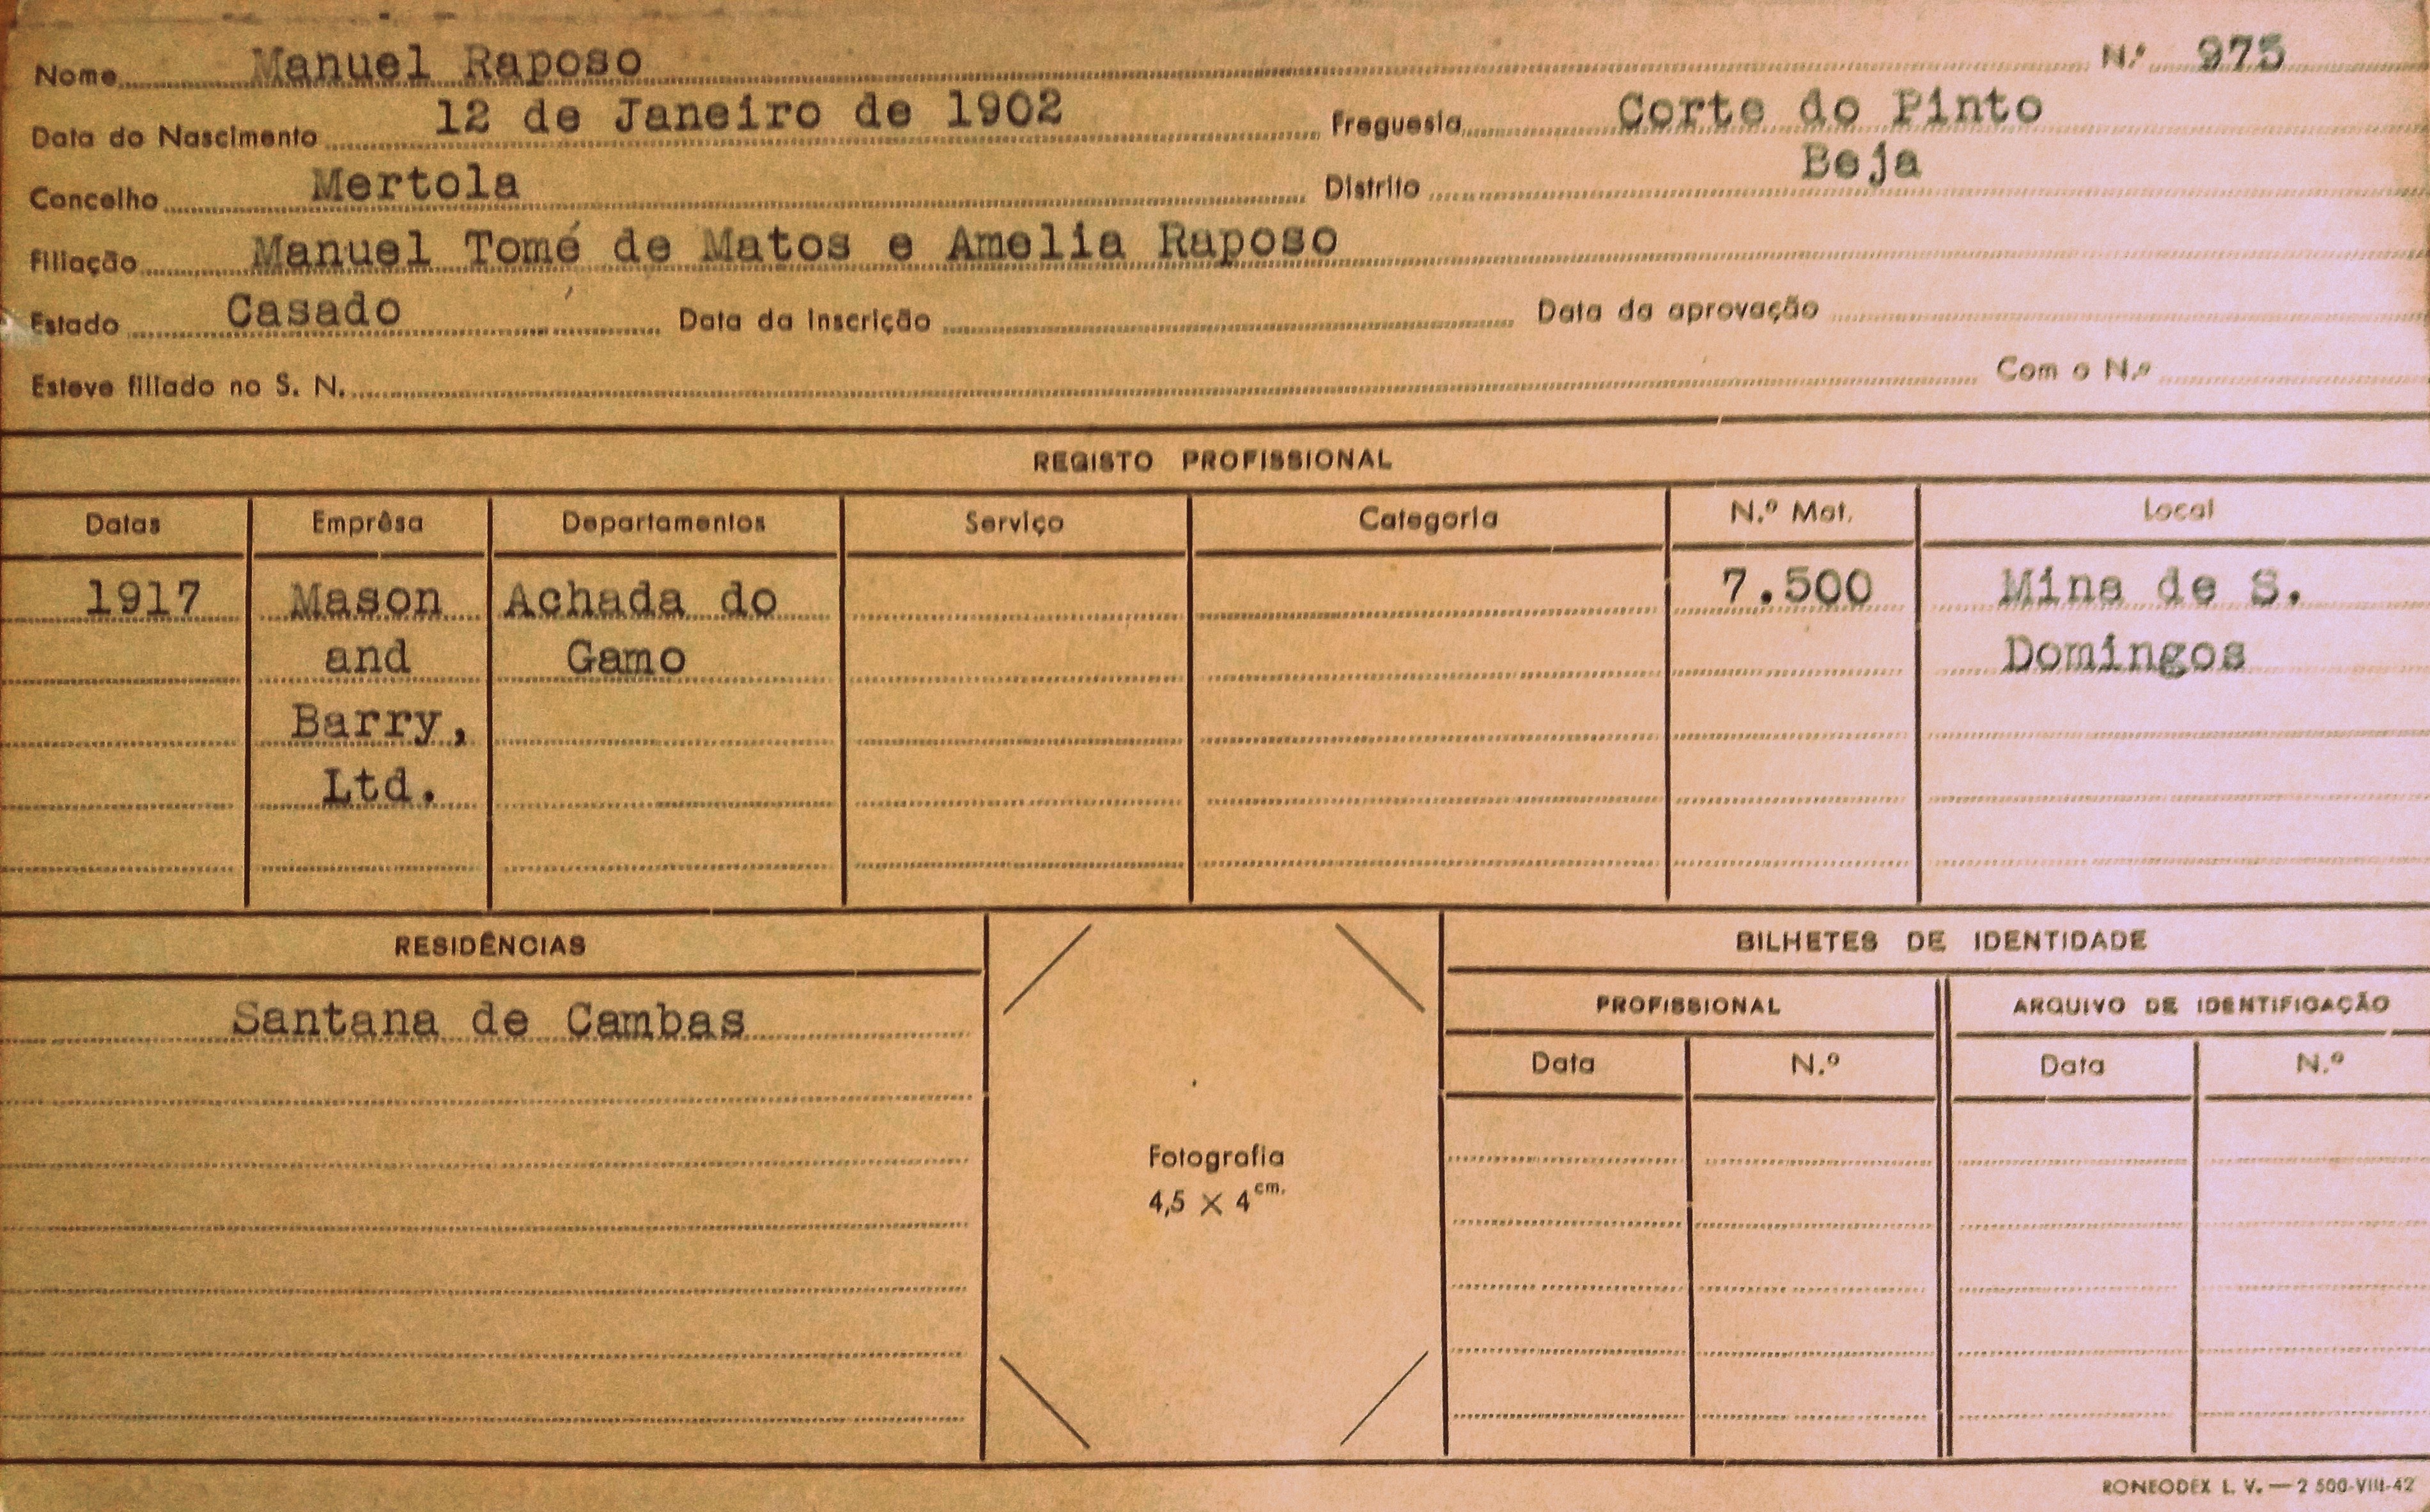 Nome Manuel Raposo N.º 975
Data do Nascimento 12 de Janeiro de 1902 Freguesia Corte do Pinto
Concelho Mertola Distrito Beja
Filiação Manuel Tomé de Matos e Amelia Raposo
Estado Casado Data da Inscrição Data da aprovação
Esteve filiado no S. N. Com o N.º
REGISTO PROFISSIONAL
Datas Emprêsa Departamentos Serviço Categoria N.º Mat. Local
1917 Mason Achada do 7.500 Mina de S.
and Gamo Domingos
Barry,
Ltd.
RESIDÊNCIAS BILHETES DE IDENTIDADE
Santana de Cambas PROFISSIONAL ARQUIVO DE IDENTIFICAÇÃO
Data N.º Data N.º
Fotografia
4,5 × 4 cm.
RONEODEX L. V. — 2 500-VIII-42